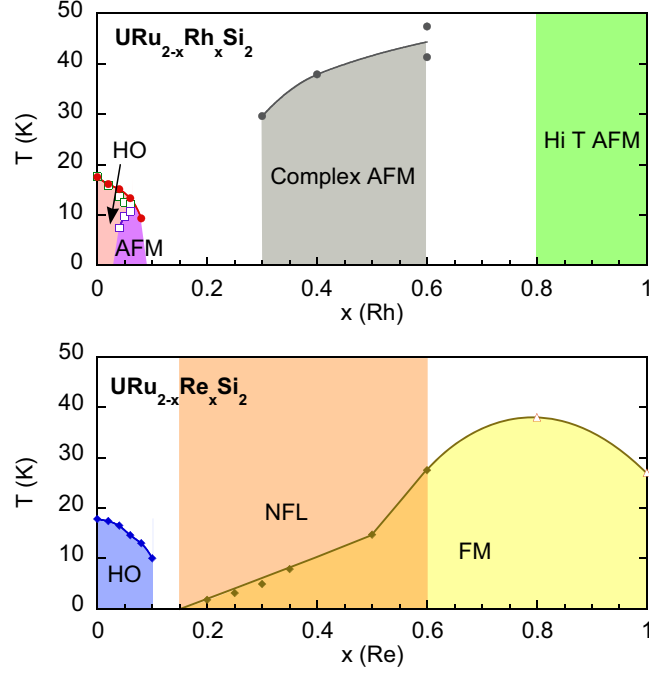 URu₂₋ₓRhₓSi₂
T (K)
50
40
30
20
10
0
HO
AFM
Complex AFM
Hi T AFM
0
0.2
0.4
0.6
0.8
1
x (Rh)
URu₂₋ₓReₓSi₂
T (K)
50
40
30
20
10
0
HO
NFL
FM
0
0.2
0.4
0.6
0.8
1
x (Re)